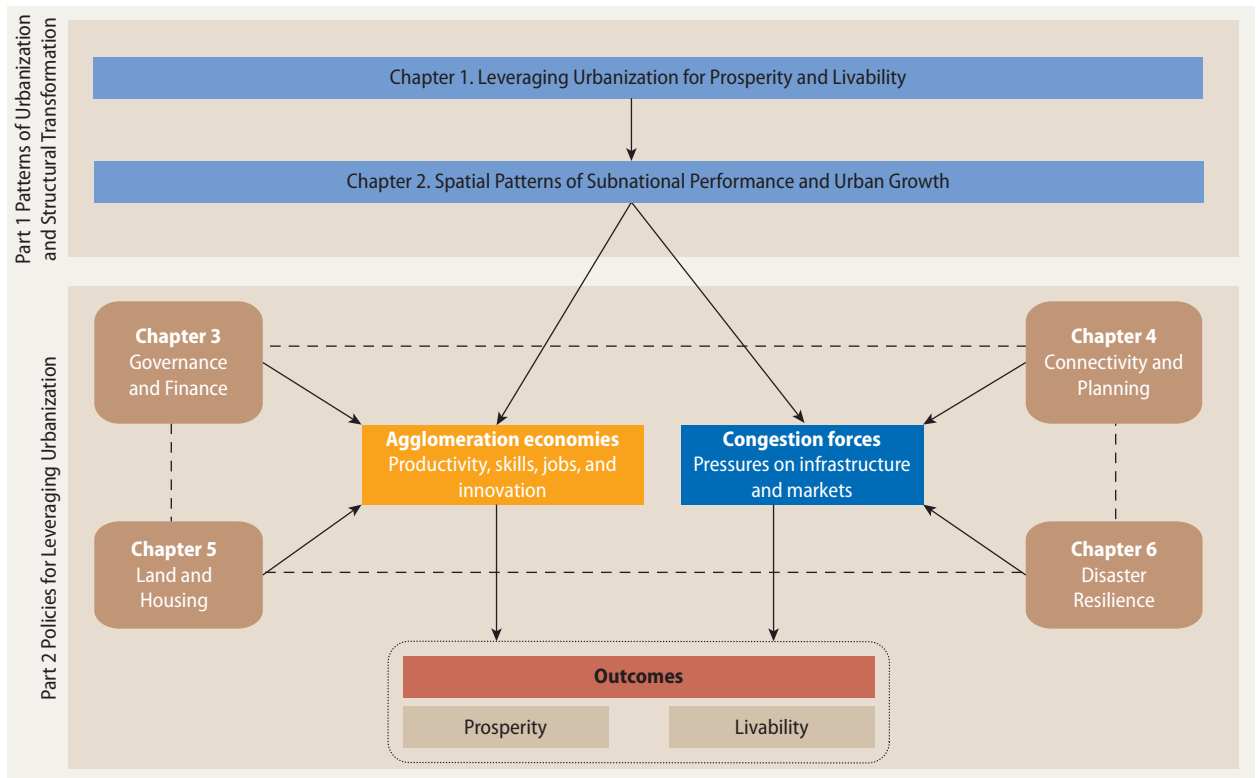 Part 1 Patterns of Urbanization
and Structural Transformation
Chapter 1. Leveraging Urbanization for Prosperity and Livability
Chapter 2. Spatial Patterns of Subnational Performance and Urban Growth
Part 2 Policies for Leveraging Urbanization
Chapter 3
Governance
and Finance
Chapter 4
Connectivity and
Planning
Agglomeration economies
Productivity, skills, jobs, and
innovation
Congestion forces
Pressures on infrastructure
and markets
Chapter 5
Land and
Housing
Chapter 6
Disaster
Resilience
Outcomes
Prosperity
Livability